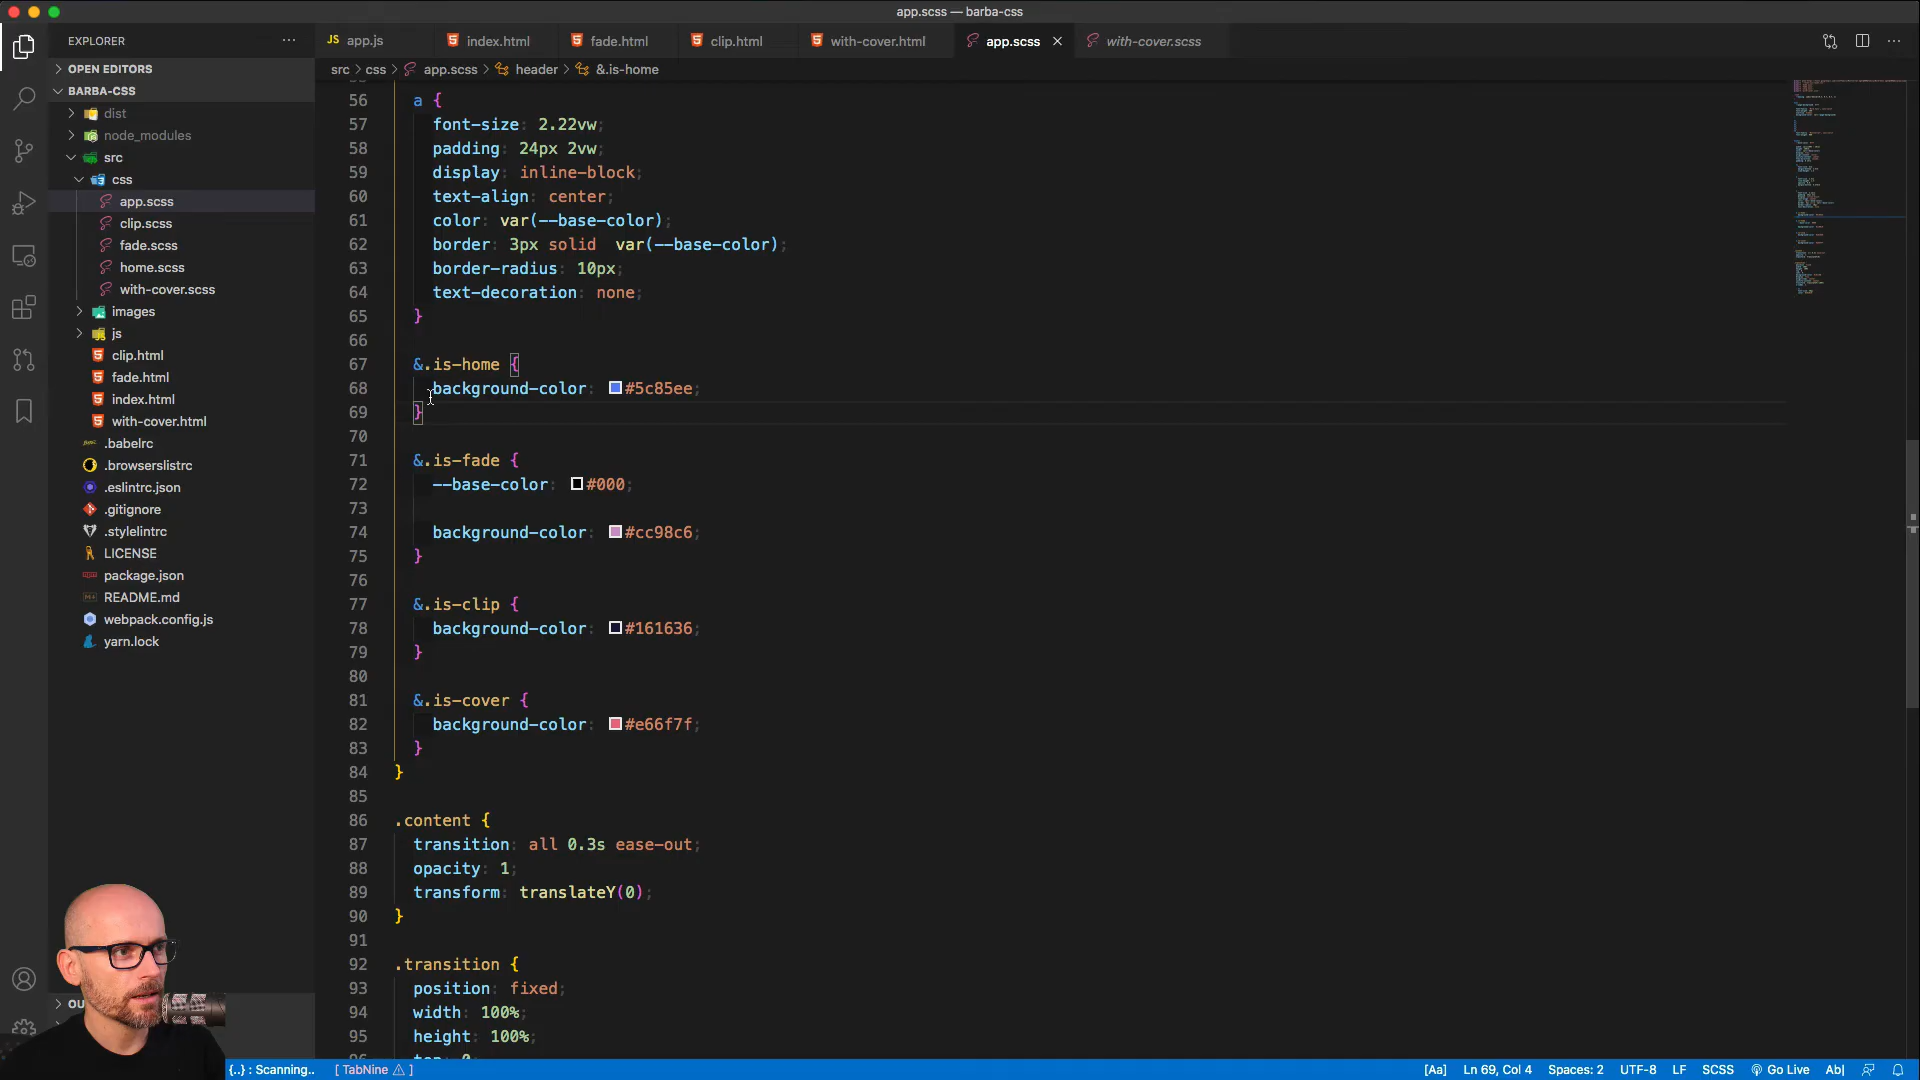 app.scss — barba-css
EXPLORER
JS app.js
index.html
fade.html
clip.html
with-cover.html
app.scss
with-cover.scss
OPEN EDITORS
BARBA-CSS
dist
node_modules
src
css
app.scss
clip.scss
fade.scss
home.scss
with-cover.scss
images
js
clip.html
fade.html
index.html
with-cover.html
.babelrc
.browserslistrc
.eslintrc.json
.gitignore
.stylelintrc
LICENSE
package.json
README.md
webpack.config.js
yarn.lock
src > css > app.scss > header > &.is-home
56 a {
57 font-size: 2.22vw;
58 padding: 24px 2vw;
59 display: inline-block;
60 text-align: center;
61 color: var(--base-color);
62 border: 3px solid var(--base-color);
63 border-radius: 10px;
64 text-decoration: none;
65 }
66
67 &.is-home {
68 background-color: #5c85ee;
69 }
70
71 &.is-fade {
72 --base-color: #000;
73
74 background-color: #cc98c6;
75 }
76
77 &.is-clip {
78 background-color: #161636;
79 }
80
81 &.is-cover {
82 background-color: #e66f7f;
83 }
84 }
85
86 .content {
87 transition: all 0.3s ease-out;
88 opacity: 1;
89 transform: translateY(0);
90 }
91
92 .transition {
93 position: fixed;
94 width: 100%;
95 height: 100%;
{..} : Scanning..
[ TabNine ⚠ ]
[Aa]
Ln 69, Col 4
Spaces: 2
UTF-8
LF
SCSS
Go Live
Ab|